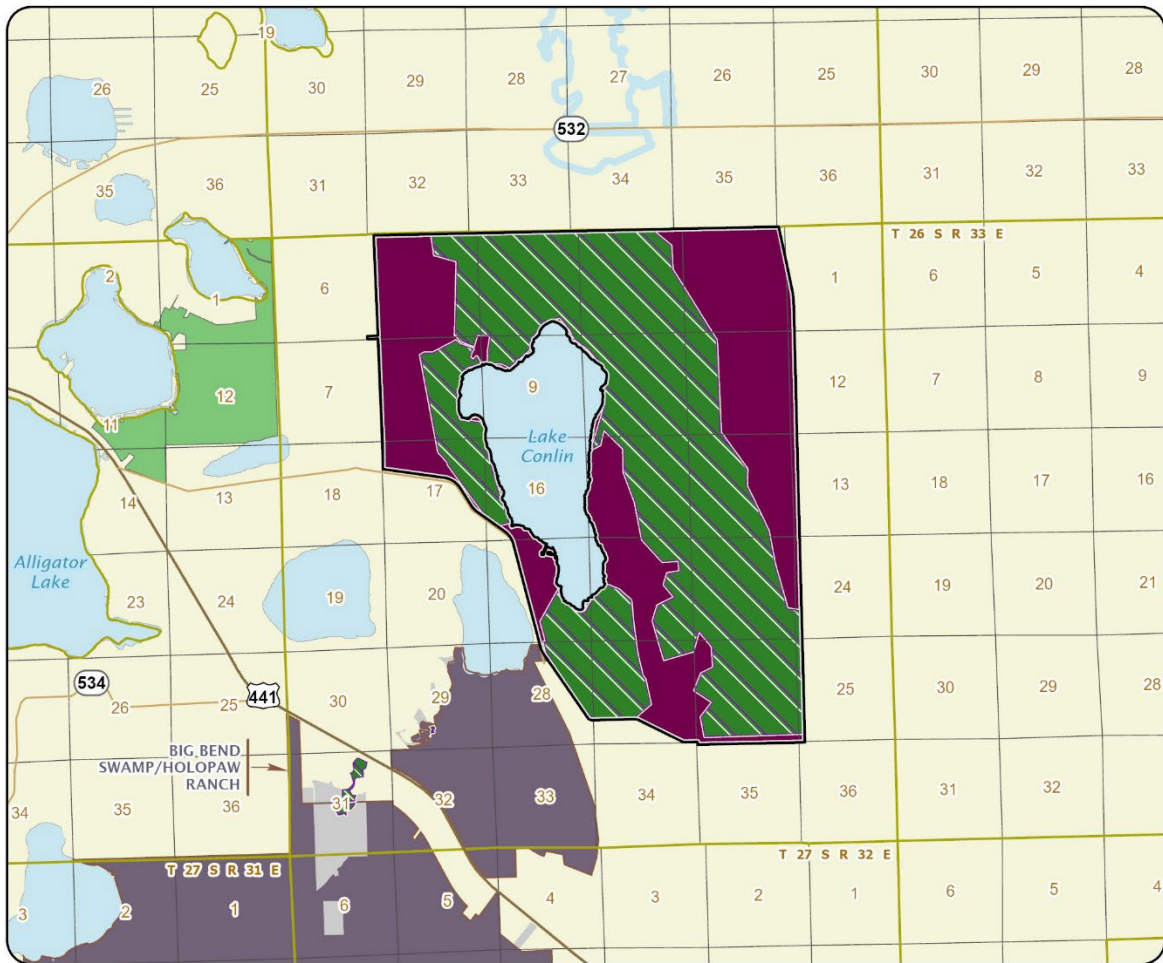 19
26 25 30 29 28 27 26 25 30 29 28
532
35 36 31 32 33 34 35 36 31 32 33
T 26 S R 33 E
2 1 6 1 6 5 4
12 7 9 12 7 8 9
11
Lake
Conlin
14 13 18 17 16 13 18 17 16
Alligator
Lake
23 24 19 20 24 19 20 21
534
26 25 441 30 29 28 25 30 29 28
BIG BEND
SWAMP/HOLOPAW
RANCH
34 35 36 31 32 33 34 35 36 31 32
T 27 S R 31 E
T 27 S R 32 E
3 2 1 6 5 4 3 2 1 6 5 4